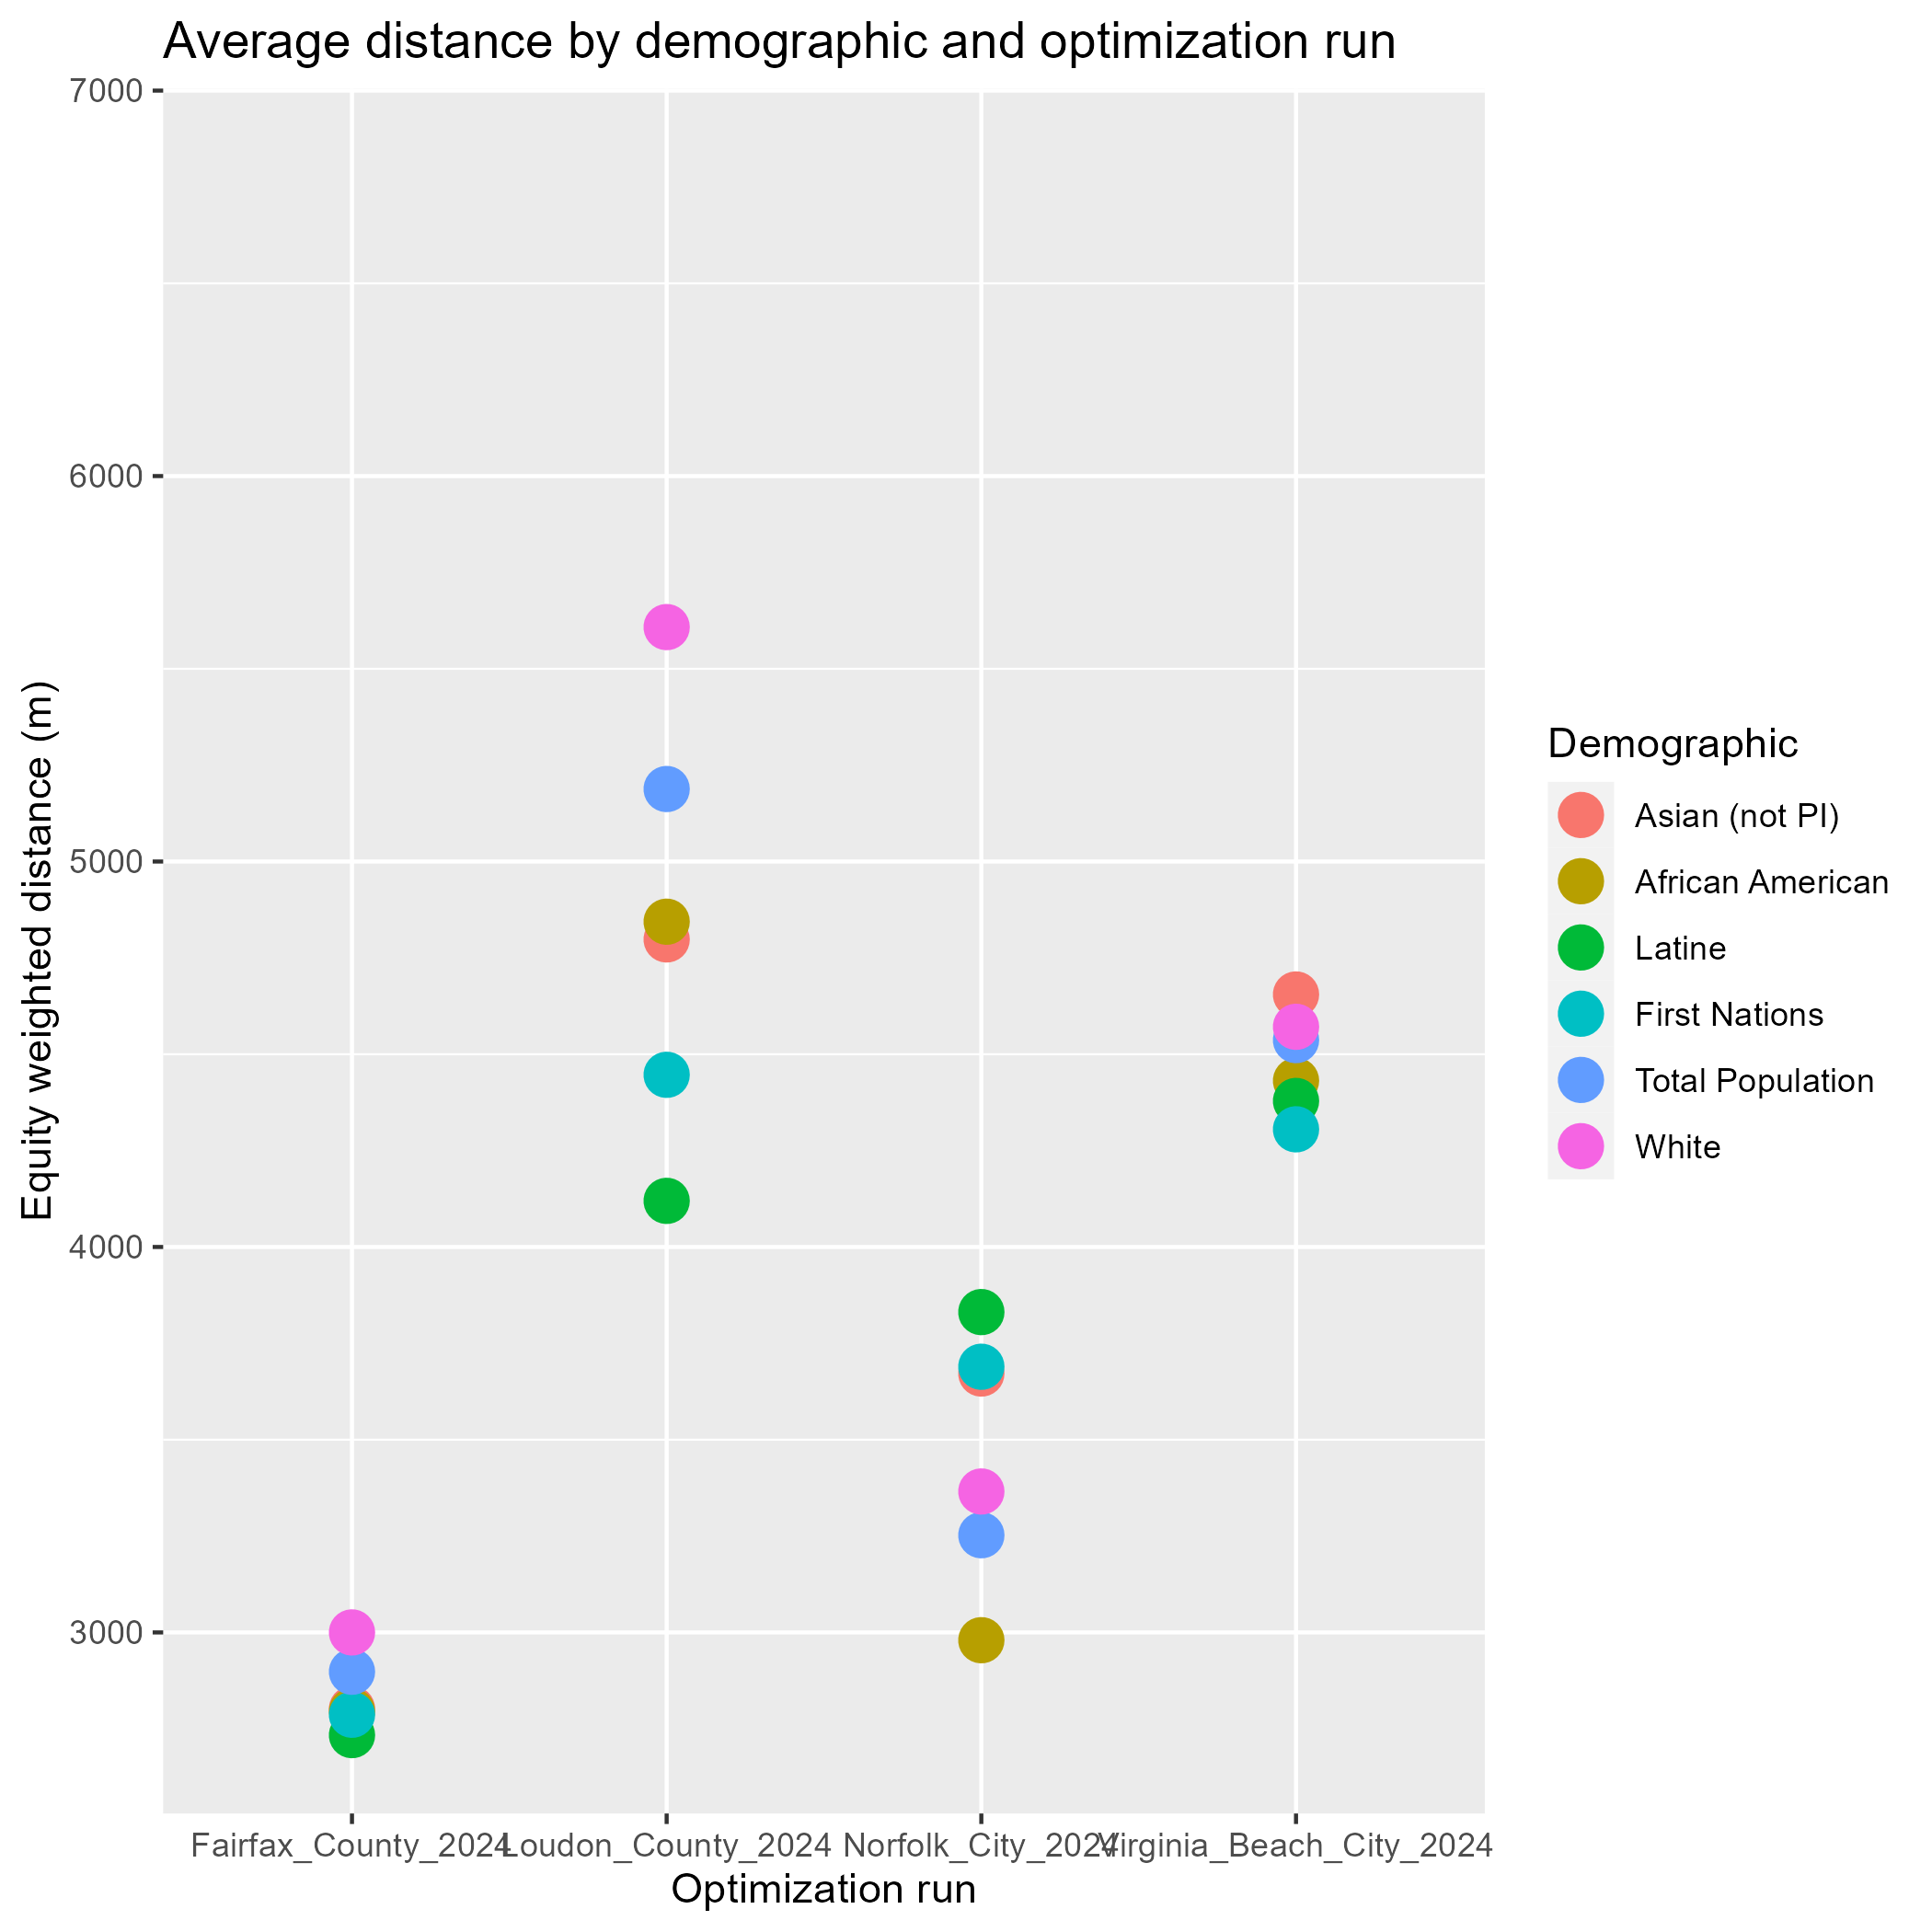 Average distance by demographic and optimization run
7000
6000
5000
4000
3000
Equity weighted distance (m)
Fairfax_County_2024
Loudon_County_2024
Norfolk_City_2024
Virginia_Beach_City_2024
Optimization run
Demographic
Asian (not PI)
African American
Latine
First Nations
Total Population
White